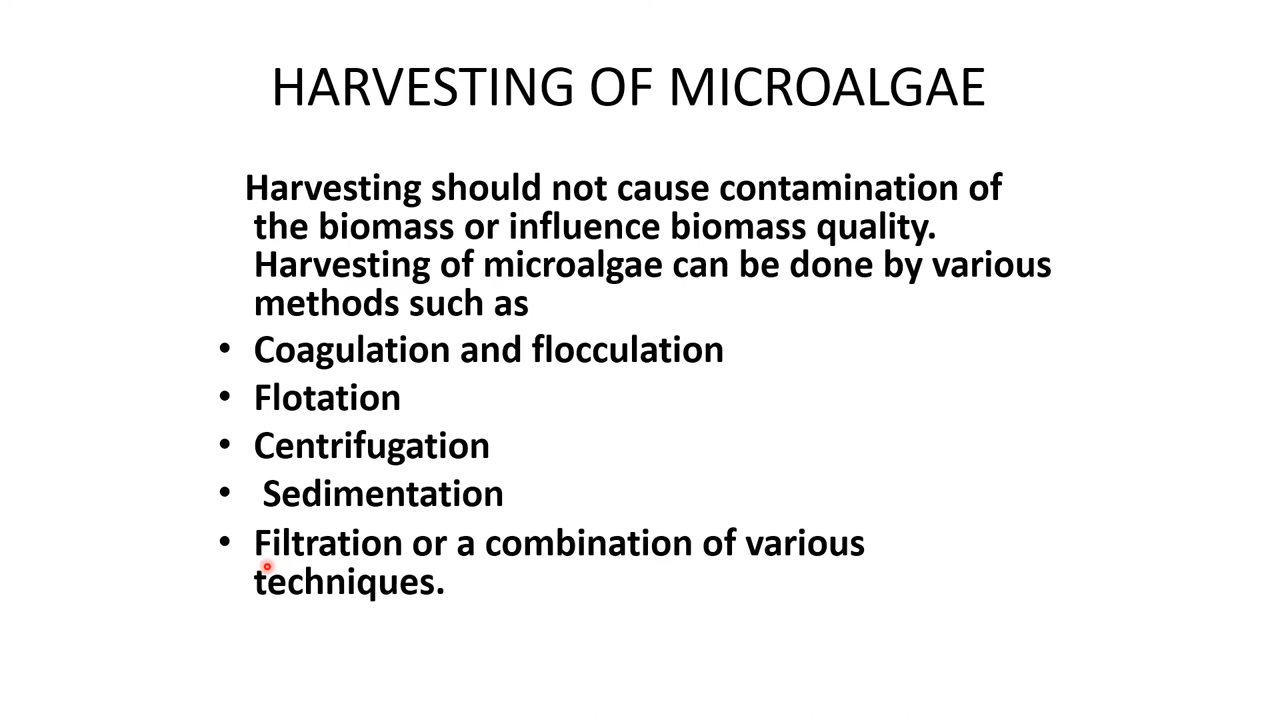 HARVESTING OF MICROALGAE
Harvesting should not cause contamination of
the biomass or influence biomass quality.
Harvesting of microalgae can be done by various
methods such as
• Coagulation and flocculation
• Flotation
• Centrifugation
• Sedimentation
• Filtration or a combination of various
techniques.